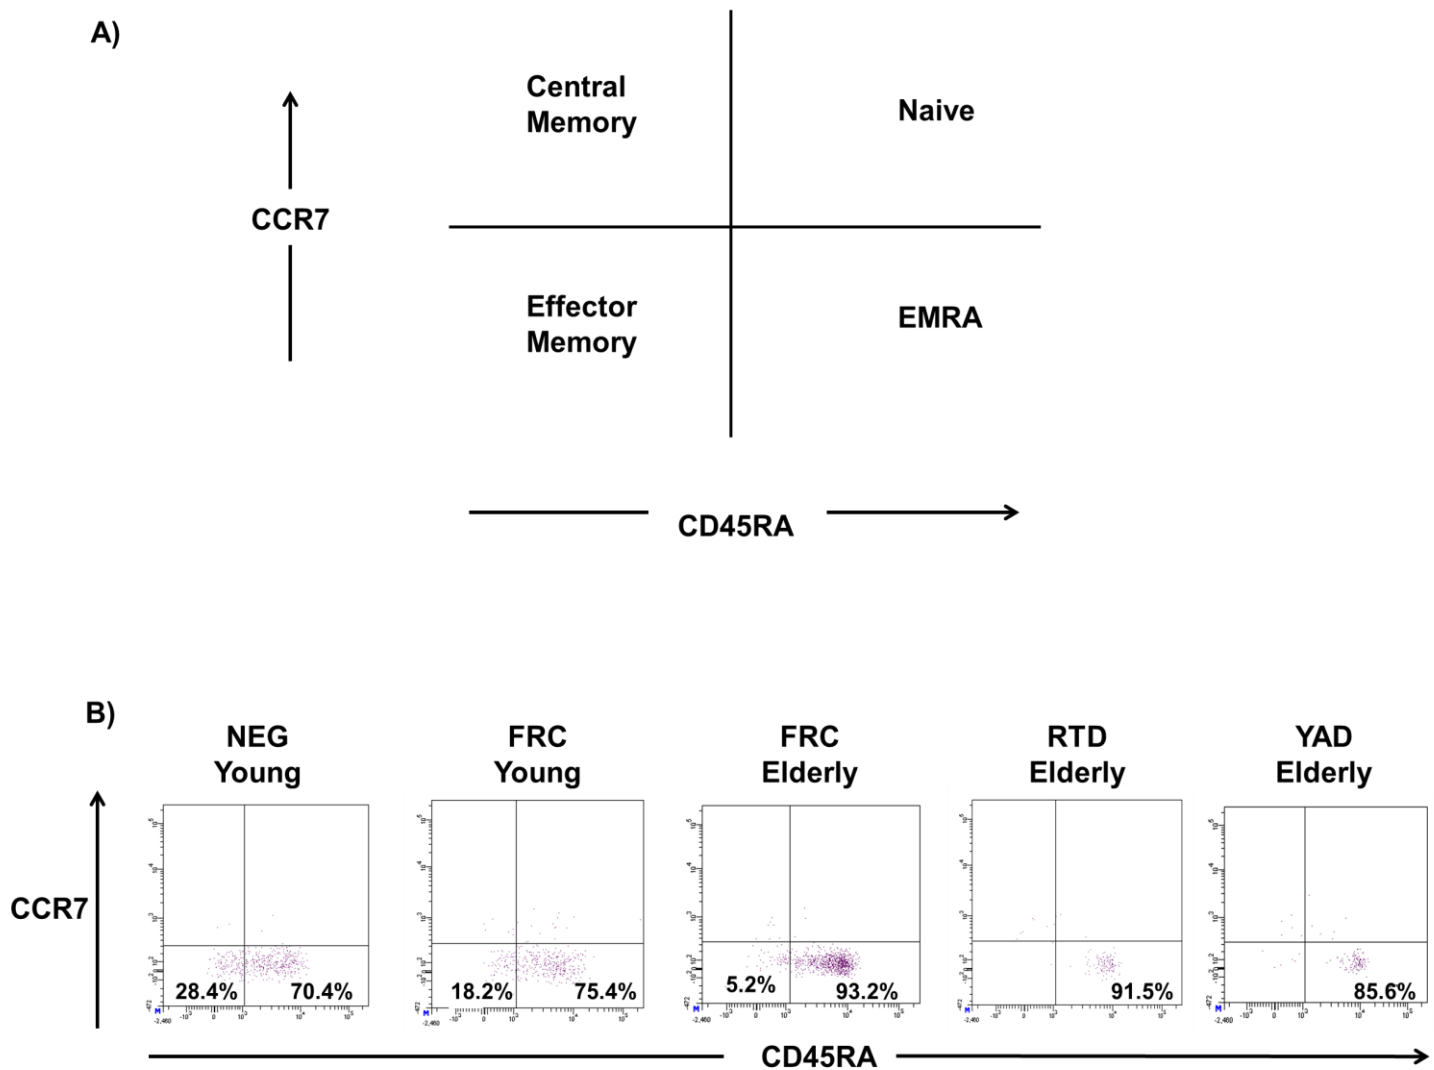 A)
Central
Memory
Naive
CCR7
Effector
Memory
EMRA
CD45RA
B)
NEG
Young
FRC
Young
FRC
Elderly
RTD
Elderly
YAD
Elderly
CCR7
28.4% 70.4%
18.2% 75.4%
5.2% 93.2%
91.5%
85.6%
CD45RA